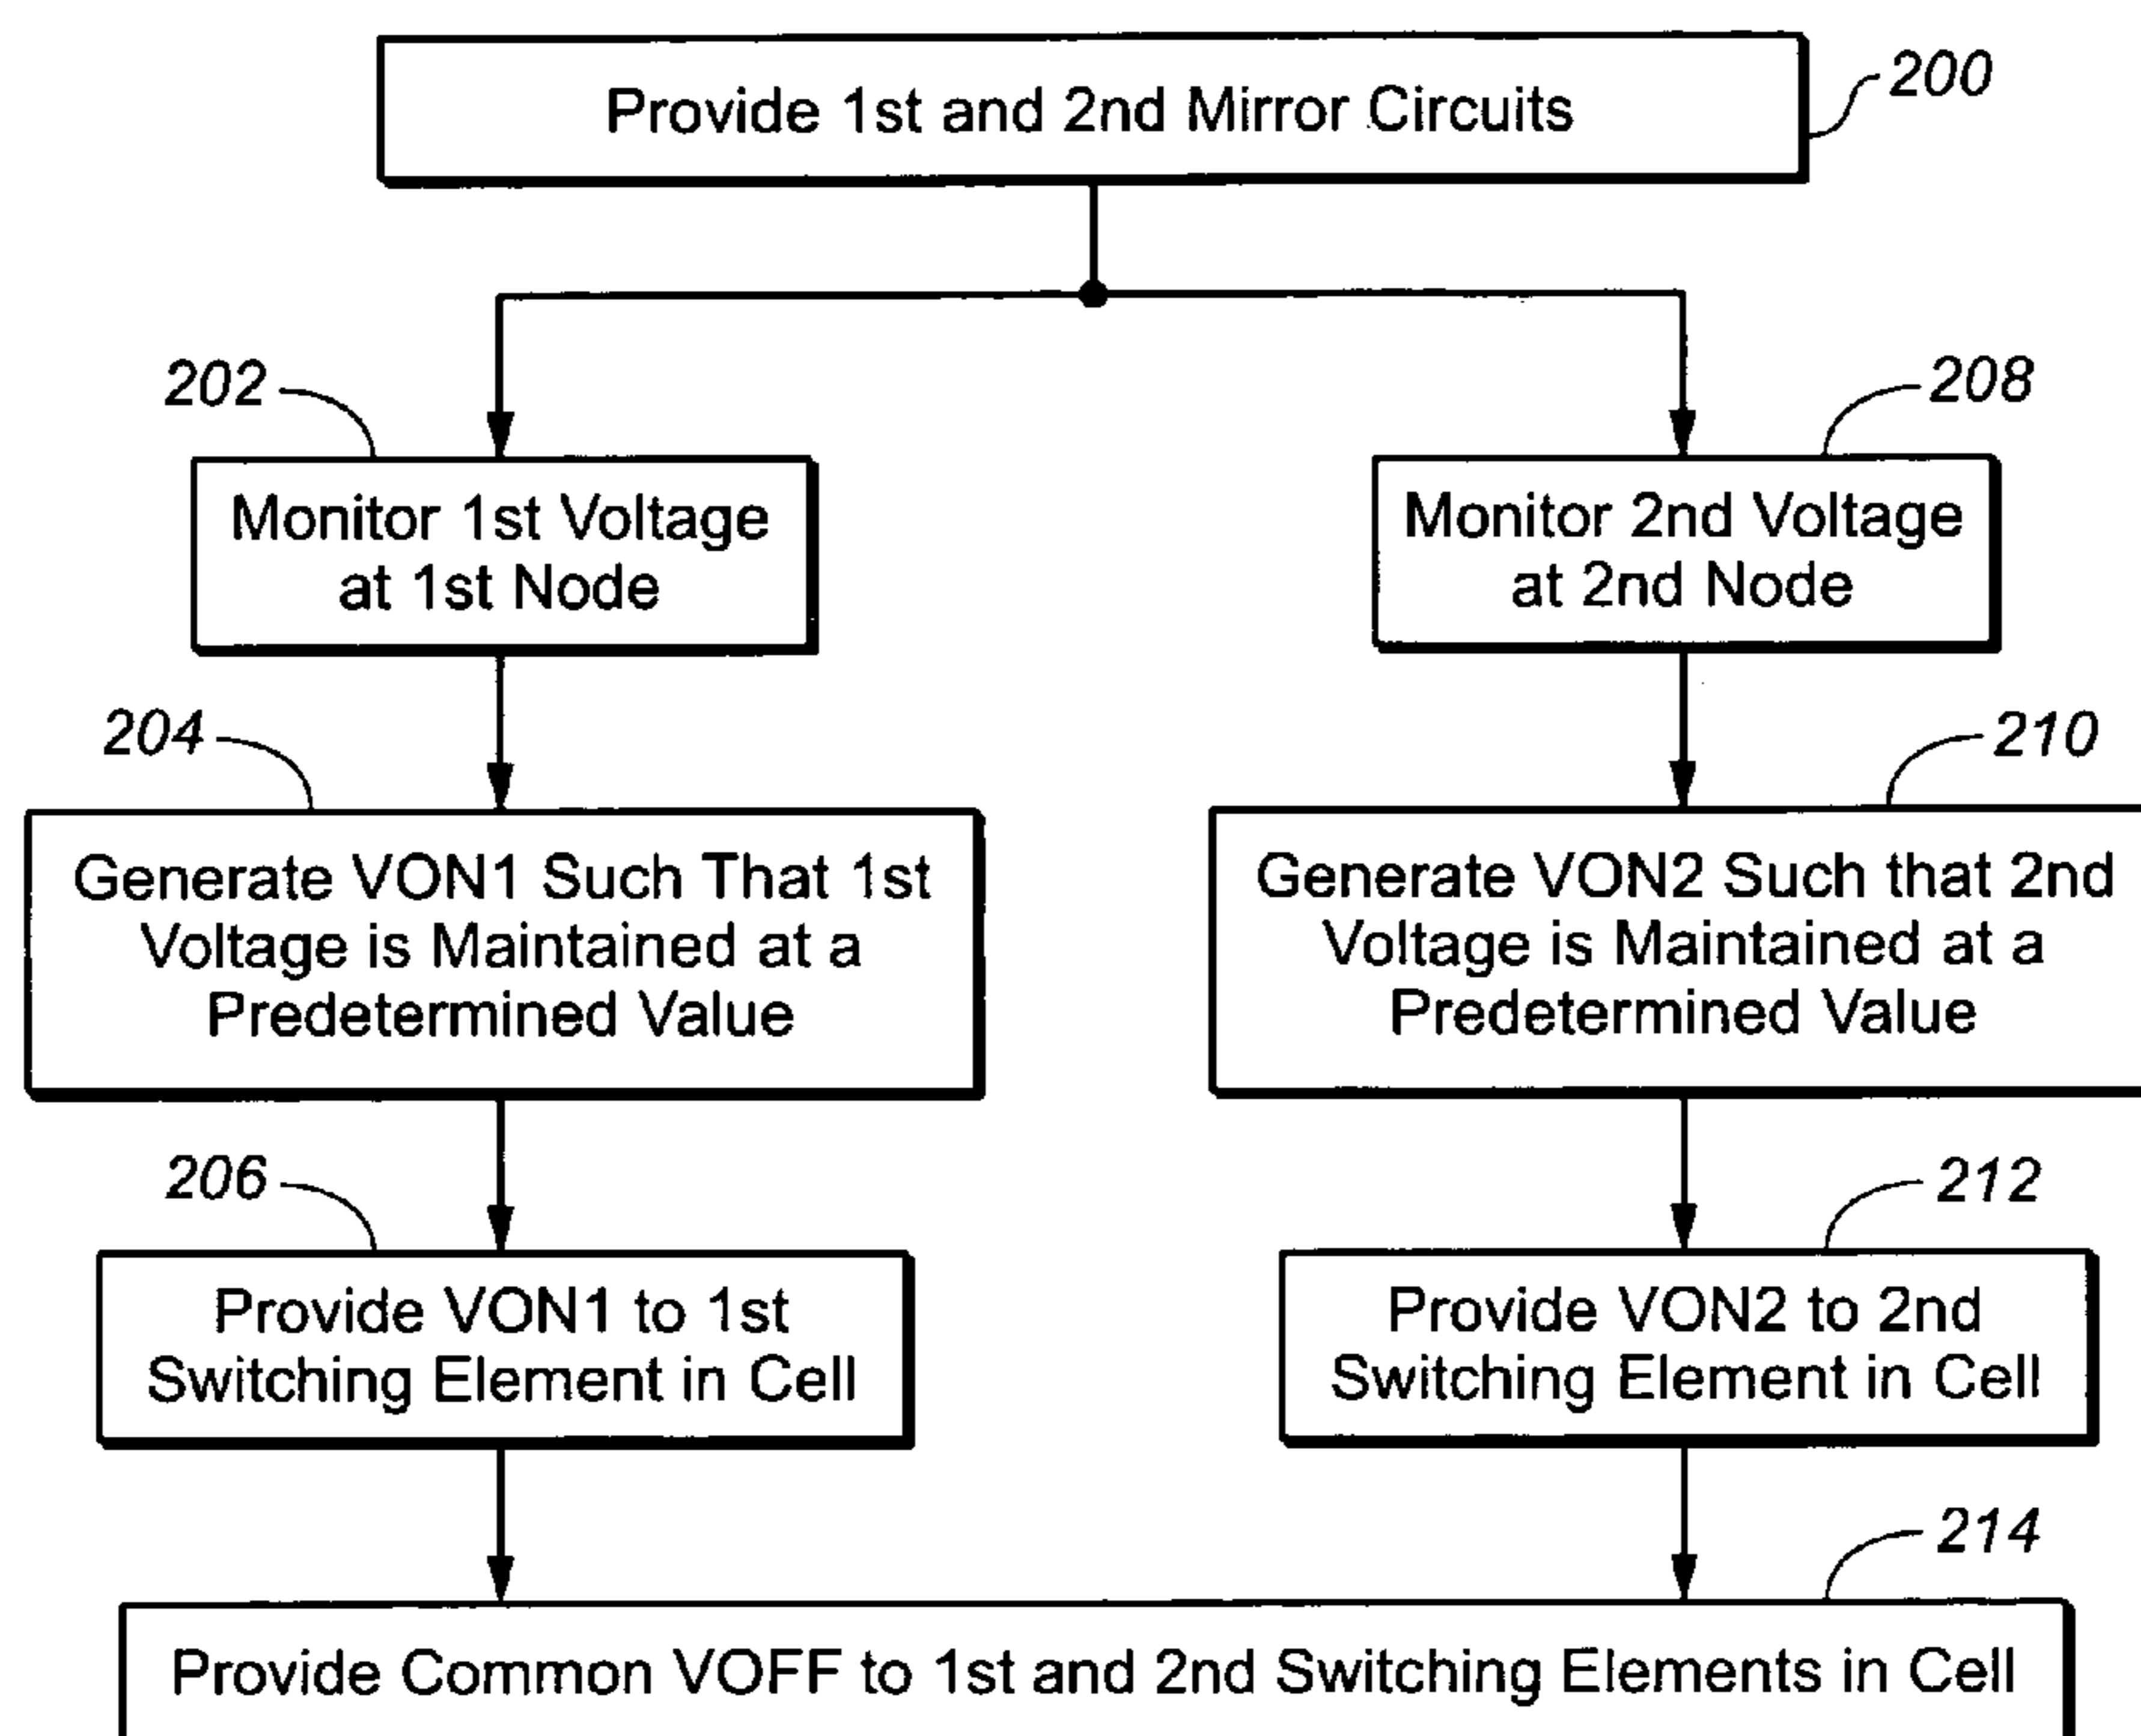 Provide 1st and 2nd Mirror Circuits
200
202
Monitor 1st Voltage
at 1st Node
208
Monitor 2nd Voltage
at 2nd Node
204
Generate VON1 Such That 1st
Voltage is Maintained at a
Predetermined Value
210
Generate VON2 Such that 2nd
Voltage is Maintained at a
Predetermined Value
206
Provide VON1 to 1st
Switching Element in Cell
212
Provide VON2 to 2nd
Switching Element in Cell
214
Provide Common VOFF to 1st and 2nd Switching Elements in Cell